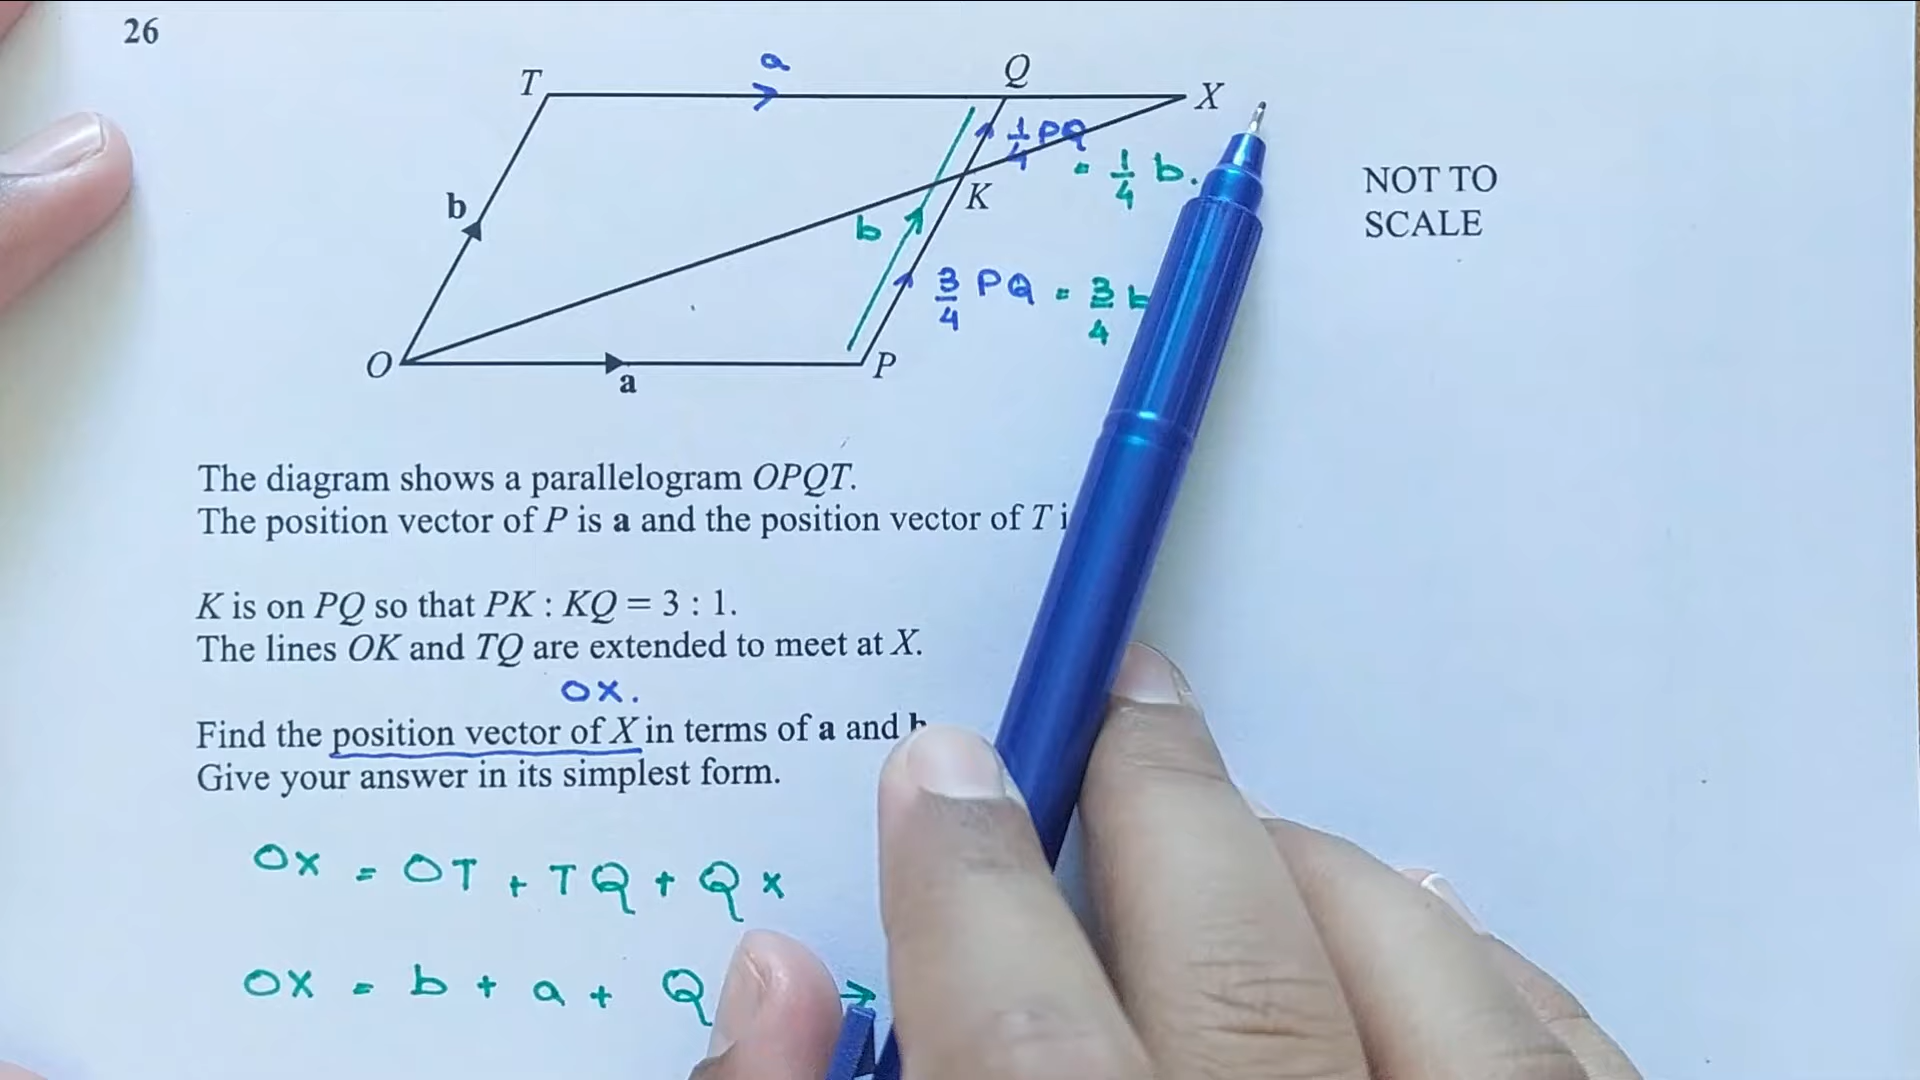 26
a
T
Q
X
1/4 PQ
= 1/4 b.
b
K
b
3/4 PQ = 3/4 b
NOT TO
SCALE
O
P
a
The diagram shows a parallelogram OPQT.
The position vector of P is a and the position vector of T
K is on PQ so that PK : KQ = 3 : 1.
The lines OK and TQ are extended to meet at X.
OX.
Find the position vector of X in terms of a and
Give your answer in its simplest form.
OX = OT + TQ + QX
OX = b + a + Q